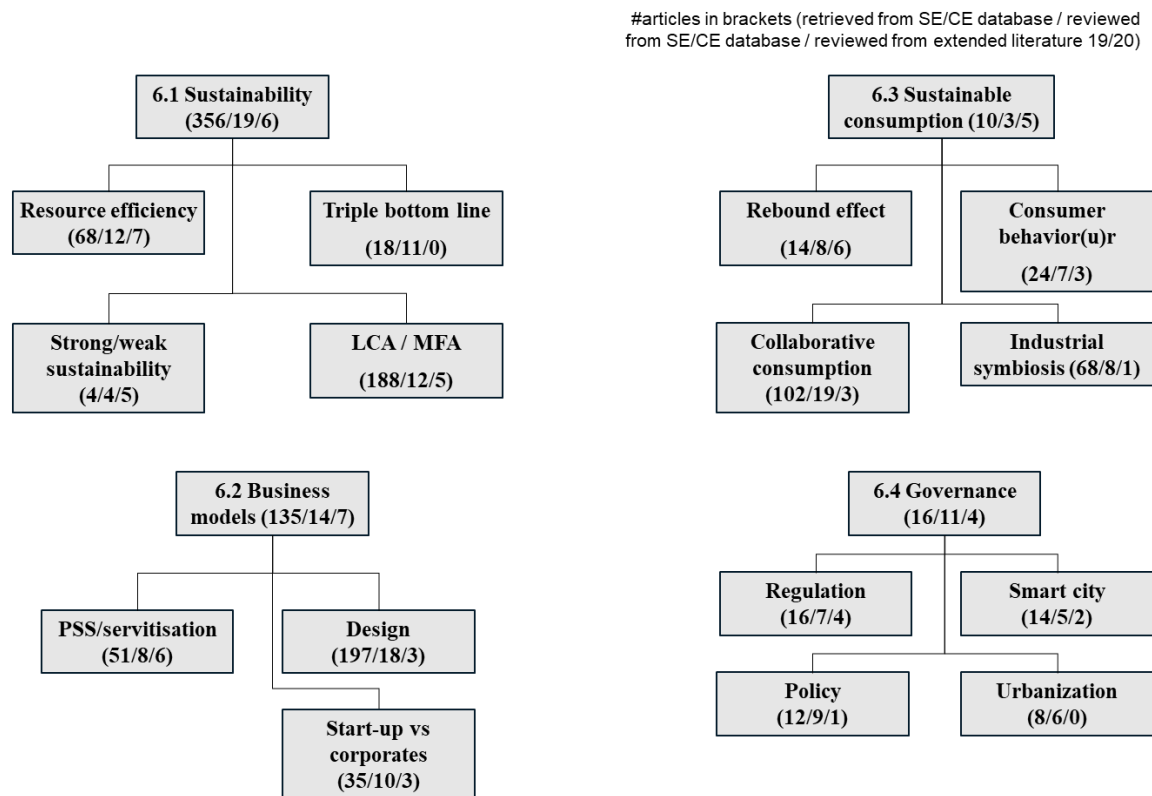 #articles in brackets (retrieved from SE/CE database / reviewed
from SE/CE database / reviewed from extended literature 19/20)
6.1 Sustainability
(356/19/6)
Resource efficiency
(68/12/7)
Triple bottom line
(18/11/0)
Strong/weak
sustainability
(4/4/5)
LCA / MFA
(188/12/5)
6.3 Sustainable
consumption (10/3/5)
Rebound effect
(14/8/6)
Consumer
behavior(u)r
(24/7/3)
Collaborative
consumption
(102/19/3)
Industrial
symbiosis (68/8/1)
6.2 Business
models (135/14/7)
PSS/servitisation
(51/8/6)
Design
(197/18/3)
Start-up vs
corporates
(35/10/3)
6.4 Governance
(16/11/4)
Regulation
(16/7/4)
Smart city
(14/5/2)
Policy
(12/9/1)
Urbanization
(8/6/0)